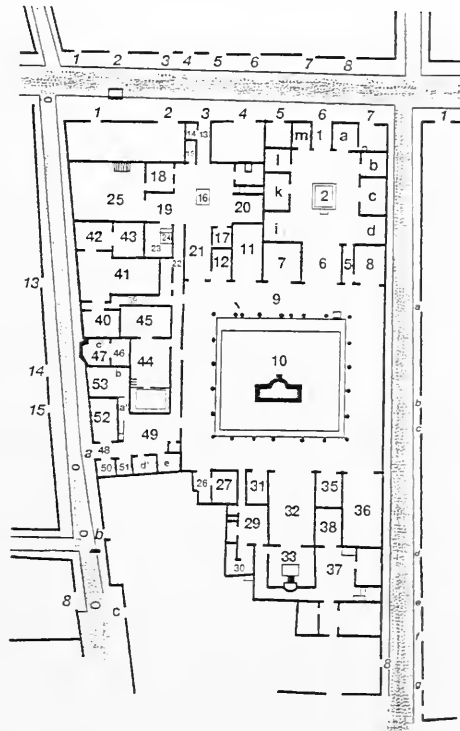 1 2 3 4 5 6 7 8
1 2 3 4 5 6 7 1
14 13 m 1 a
l b
18 k c
25 16 2
19 20
42 43 24 17 i d
23 21 11
12 7 6 5 8
13 41 22
9
a
40 45
c
47 46 44 10
14 b
53
15 b
52 a' c
49
a 48
50 51 d' e
26 27 31 32 35 36
29 38
b d
33 37
30
8 c e
f
8
g